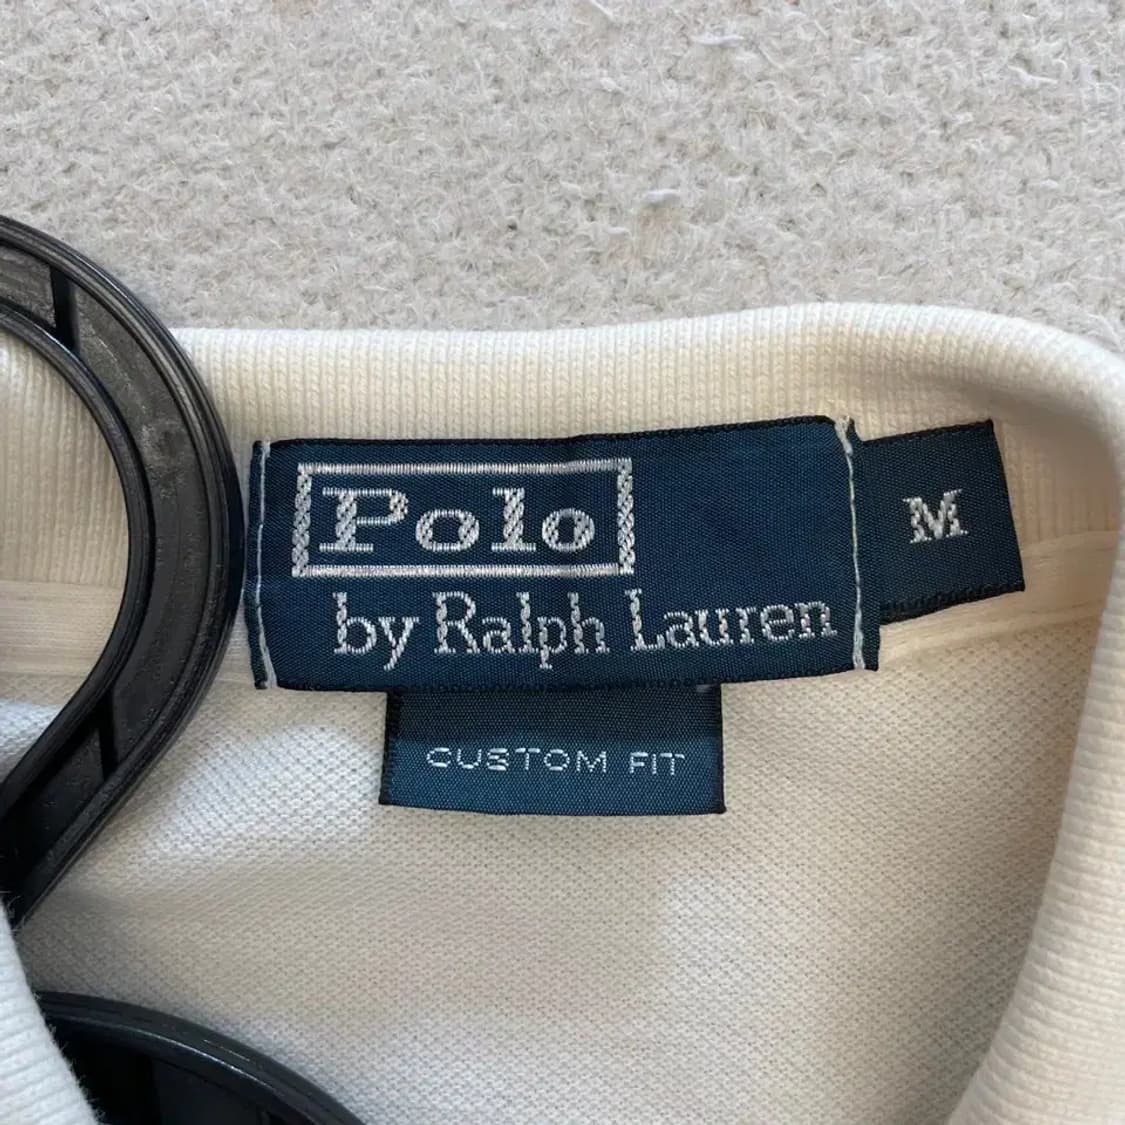 Polo
by Ralph Lauren
M
CUSTOM FIT